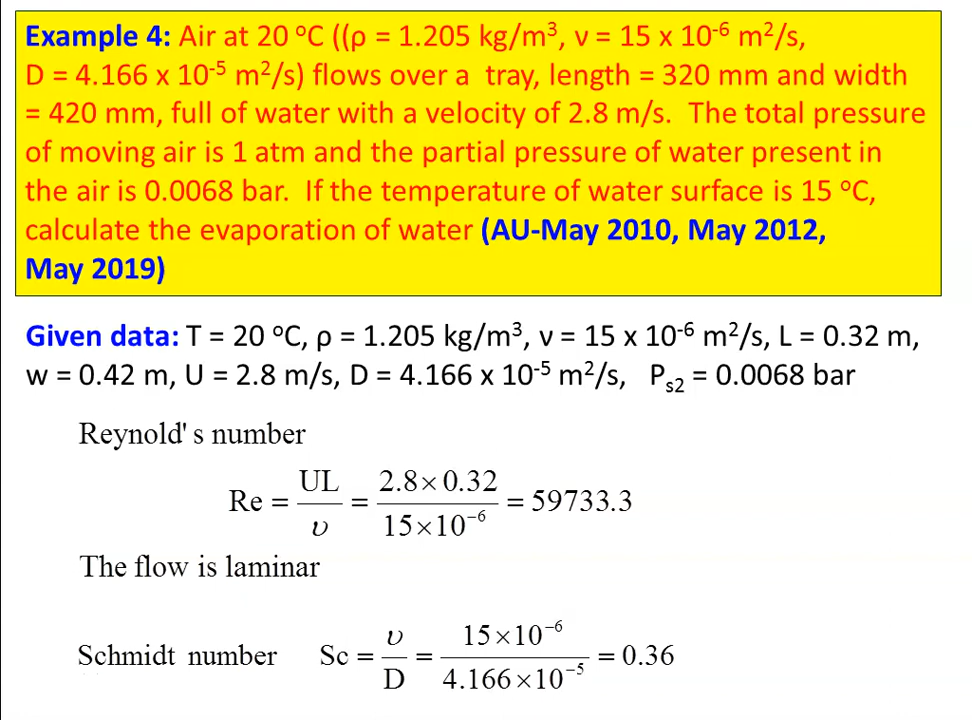 Example 4: Air at 20 °C ((ρ = 1.205 kg/m³, ν = 15 x 10⁻⁶ m²/s,
D = 4.166 x 10⁻⁵ m²/s) flows over a tray, length = 320 mm and width
= 420 mm, full of water with a velocity of 2.8 m/s. The total pressure
of moving air is 1 atm and the partial pressure of water present in
the air is 0.0068 bar. If the temperature of water surface is 15 °C,
calculate the evaporation of water (AU-May 2010, May 2012,
May 2019)
Given data: T = 20 °C, ρ = 1.205 kg/m³, ν = 15 x 10⁻⁶ m²/s, L = 0.32 m,
w = 0.42 m, U = 2.8 m/s, D = 4.166 x 10⁻⁵ m²/s, Pₛ₂ = 0.0068 bar
Reynold's number
Re = UL/υ = 2.8×0.32/15×10⁻⁶ = 59733.3
The flow is laminar
Schmidt number Sc = υ/D = 15×10⁻⁶/4.166×10⁻⁵ = 0.36